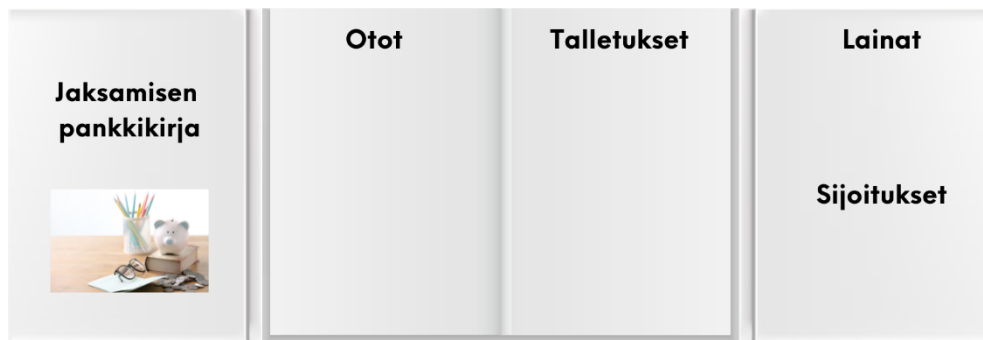 Jaksamisen
pankkikirja
Otot
Talletukset
Lainat
Sijoitukset